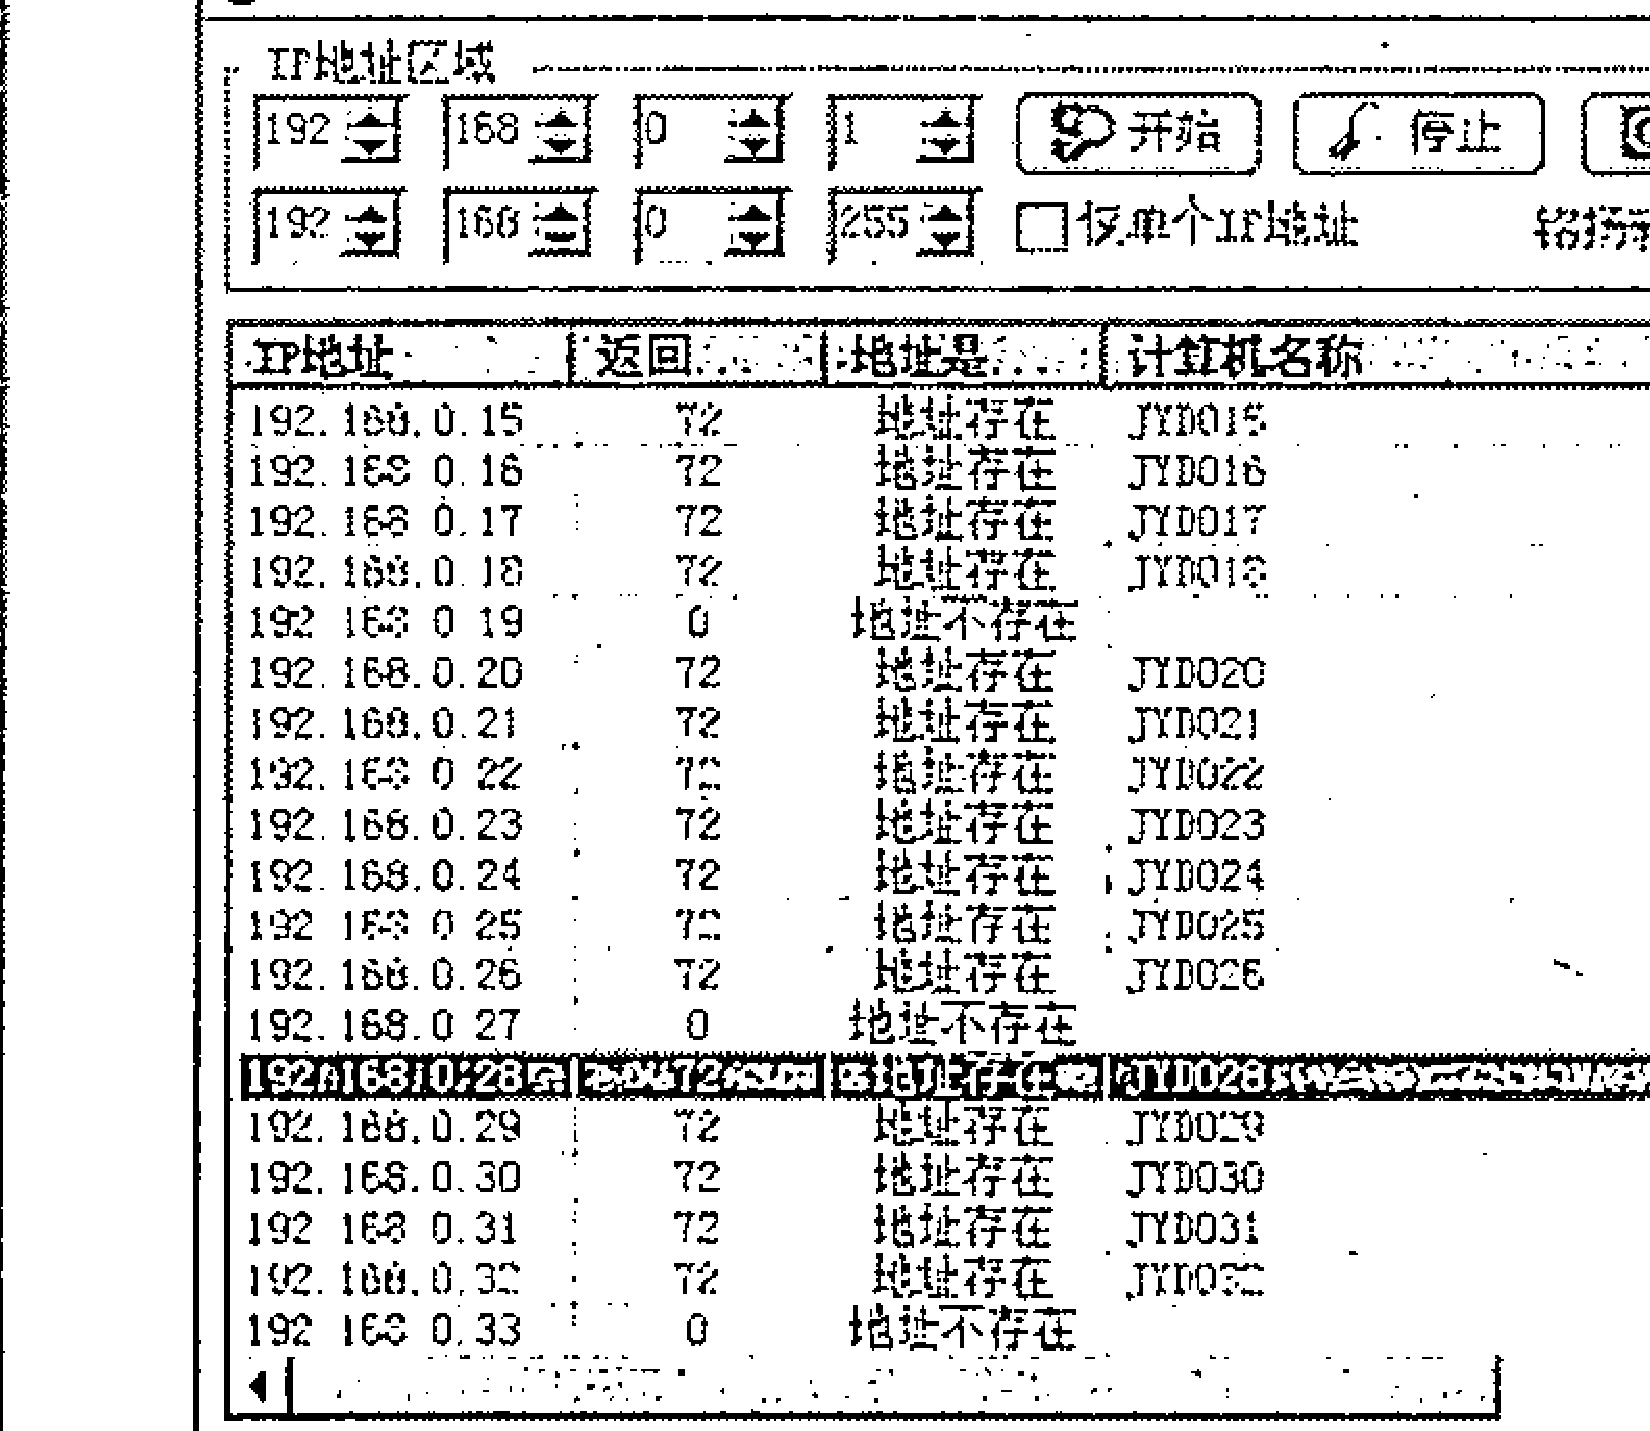 IP地址区域
192 168 0 1 开始 停止
192 168 0 255 仅单个IP地址
IP地址 返回 地址是 计算机名称
192.168.0.15 72 地址存在 JYD015
192.168 0.16 72 地址存在 JYD016
192.168 0.17 72 地址存在 JYD017
192.168.0.18 72 地址存在 JYD018
192 168 0 19 0 地址不存在
192.168.0.20 72 地址存在 JYD020
192.168.0.21 72 地址存在 JYD021
192.168 0 22 72 地址存在 JYD022
192.168.0.23 72 地址存在 JYD023
192.168.0.24 72 地址存在 JYD024
192 168 0 25 72 地址存在 JYD025
192.168.0.26 72 地址存在 JYD026
192.168.0 27 0 地址不存在
192.168.0.28 72 地址存在 JYD028
192.168.0.29 72 地址存在 JYD029
192.168.0.30 72 地址存在 JYD030
192 168 0.31 72 地址存在 JYD031
192.168.0.32 72 地址存在 JYD032
192 168 0.33 0 地址不存在